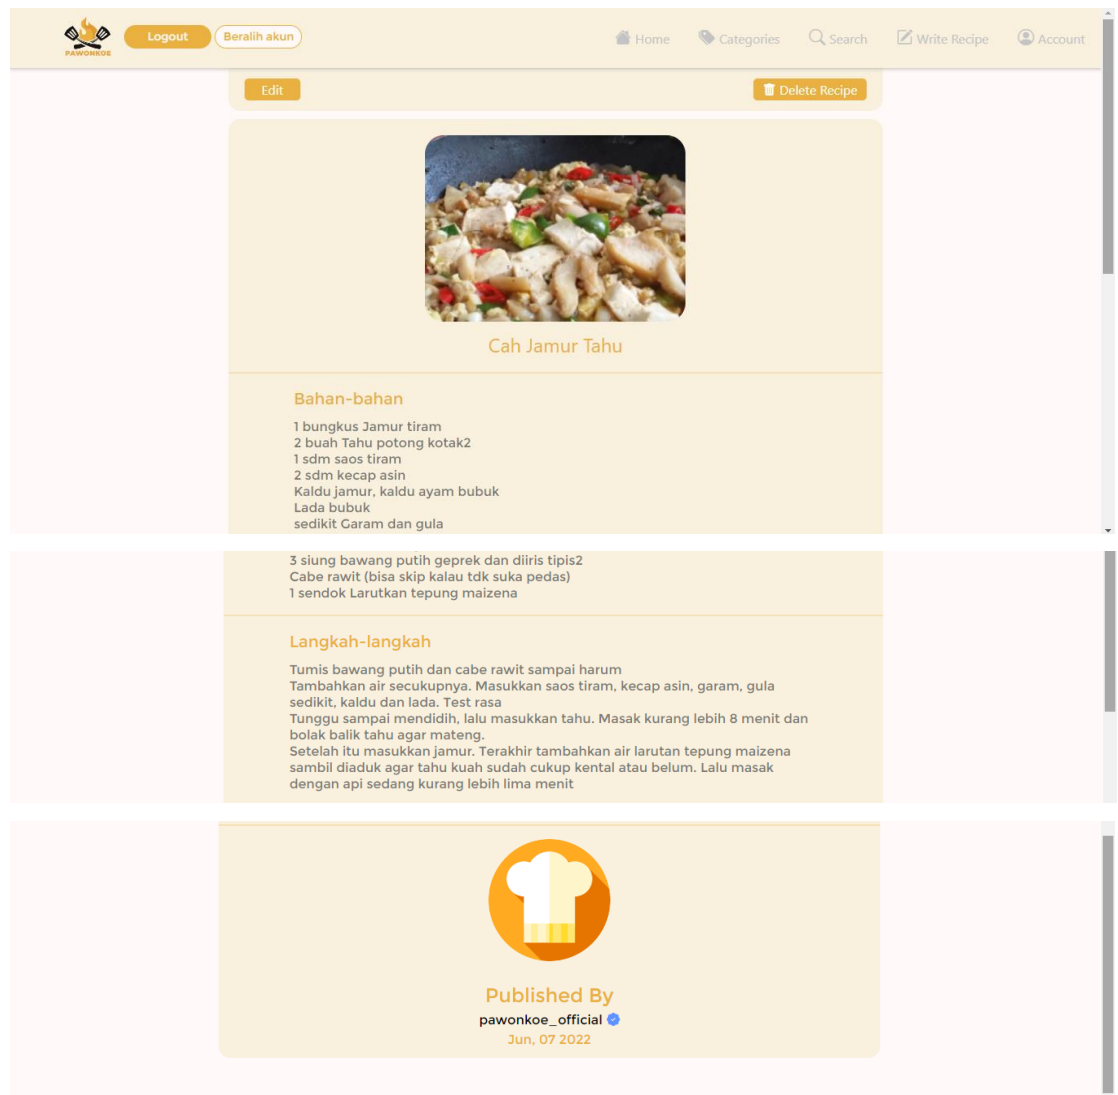 PAWONKOE
Logout
Beralih akun
Home
Categories
Search
Write Recipe
Account
Edit
Delete Recipe
Cah Jamur Tahu
Bahan-bahan
1 bungkus Jamur tiram
2 buah Tahu potong kotak2
1 sdm saos tiram
2 sdm kecap asin
Kaldu jamur, kaldu ayam bubuk
Lada bubuk
sedikit Garam dan gula
3 siung bawang putih geprek dan diiris tipis2
Cabe rawit (bisa skip kalau tdk suka pedas)
1 sendok Larutkan tepung maizena
Langkah-langkah
Tumis bawang putih dan cabe rawit sampai harum
Tambahkan air secukupnya. Masukkan saos tiram, kecap asin, garam, gula
sedikit, kaldu dan lada. Test rasa
Tunggu sampai mendidih, lalu masukkan tahu. Masak kurang lebih 8 menit dan
bolak balik tahu agar mateng.
Setelah itu masukkan jamur. Terakhir tambahkan air larutan tepung maizena
sambil diaduk agar tahu kuah sudah cukup kental atau belum. Lalu masak
dengan api sedang kurang lebih lima menit
Published By
pawonkoe_official
Jun, 07 2022